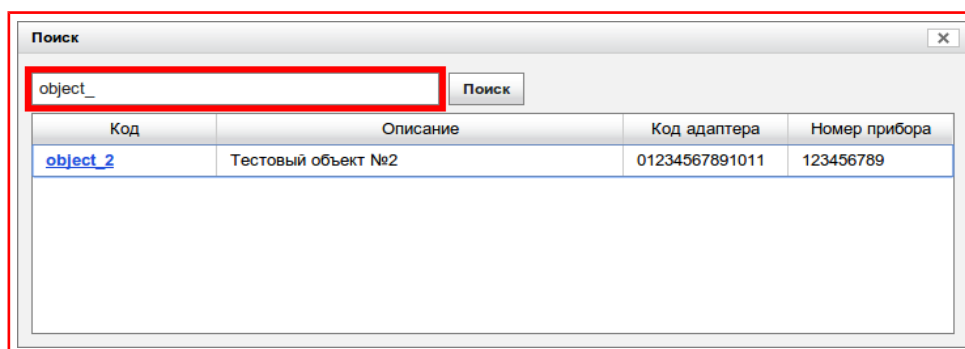 Поиск
object_ Поиск
Код Описание Код адаптера Номер прибора
object_2 Тестовый объект №2 01234567891011 123456789